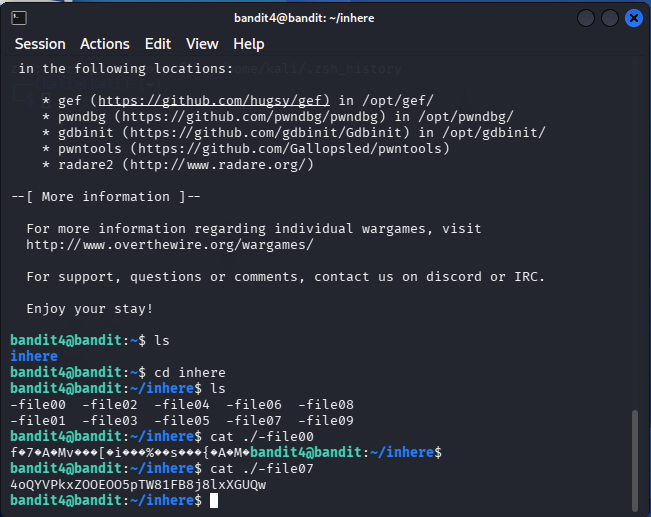 bandit4@bandit: ~/inhere
Session Actions Edit View Help
in the following locations:
* gef (https://github.com/hugsy/gef) in /opt/gef/
* pwndbg (https://github.com/pwndbg/pwndbg) in /opt/pwndbg/
* gdbinit (https://github.com/gdbinit/Gdbinit) in /opt/gdbinit/
* pwntools (https://github.com/Gallopsled/pwntools)
* radare2 (http://www.radare.org/)
--[ More information ]--
For more information regarding individual wargames, visit
http://www.overthewire.org/wargames/
For support, questions or comments, contact us on discord or IRC.
Enjoy your stay!
bandit4@bandit:~$ ls
inhere
bandit4@bandit:~$ cd inhere
bandit4@bandit:~/inhere$ ls
-file00 -file02 -file04 -file06 -file08
-file01 -file03 -file05 -file07 -file09
bandit4@bandit:~/inhere$ cat ./-file00
f�7�A�Mv���[�i���%��s���{�A�M�bandit4@bandit:~/inhere$
bandit4@bandit:~/inhere$ cat ./-file07
4oQYVPkxZOOEOO5pTW81FB8j8lxXGUQw
bandit4@bandit:~/inhere$